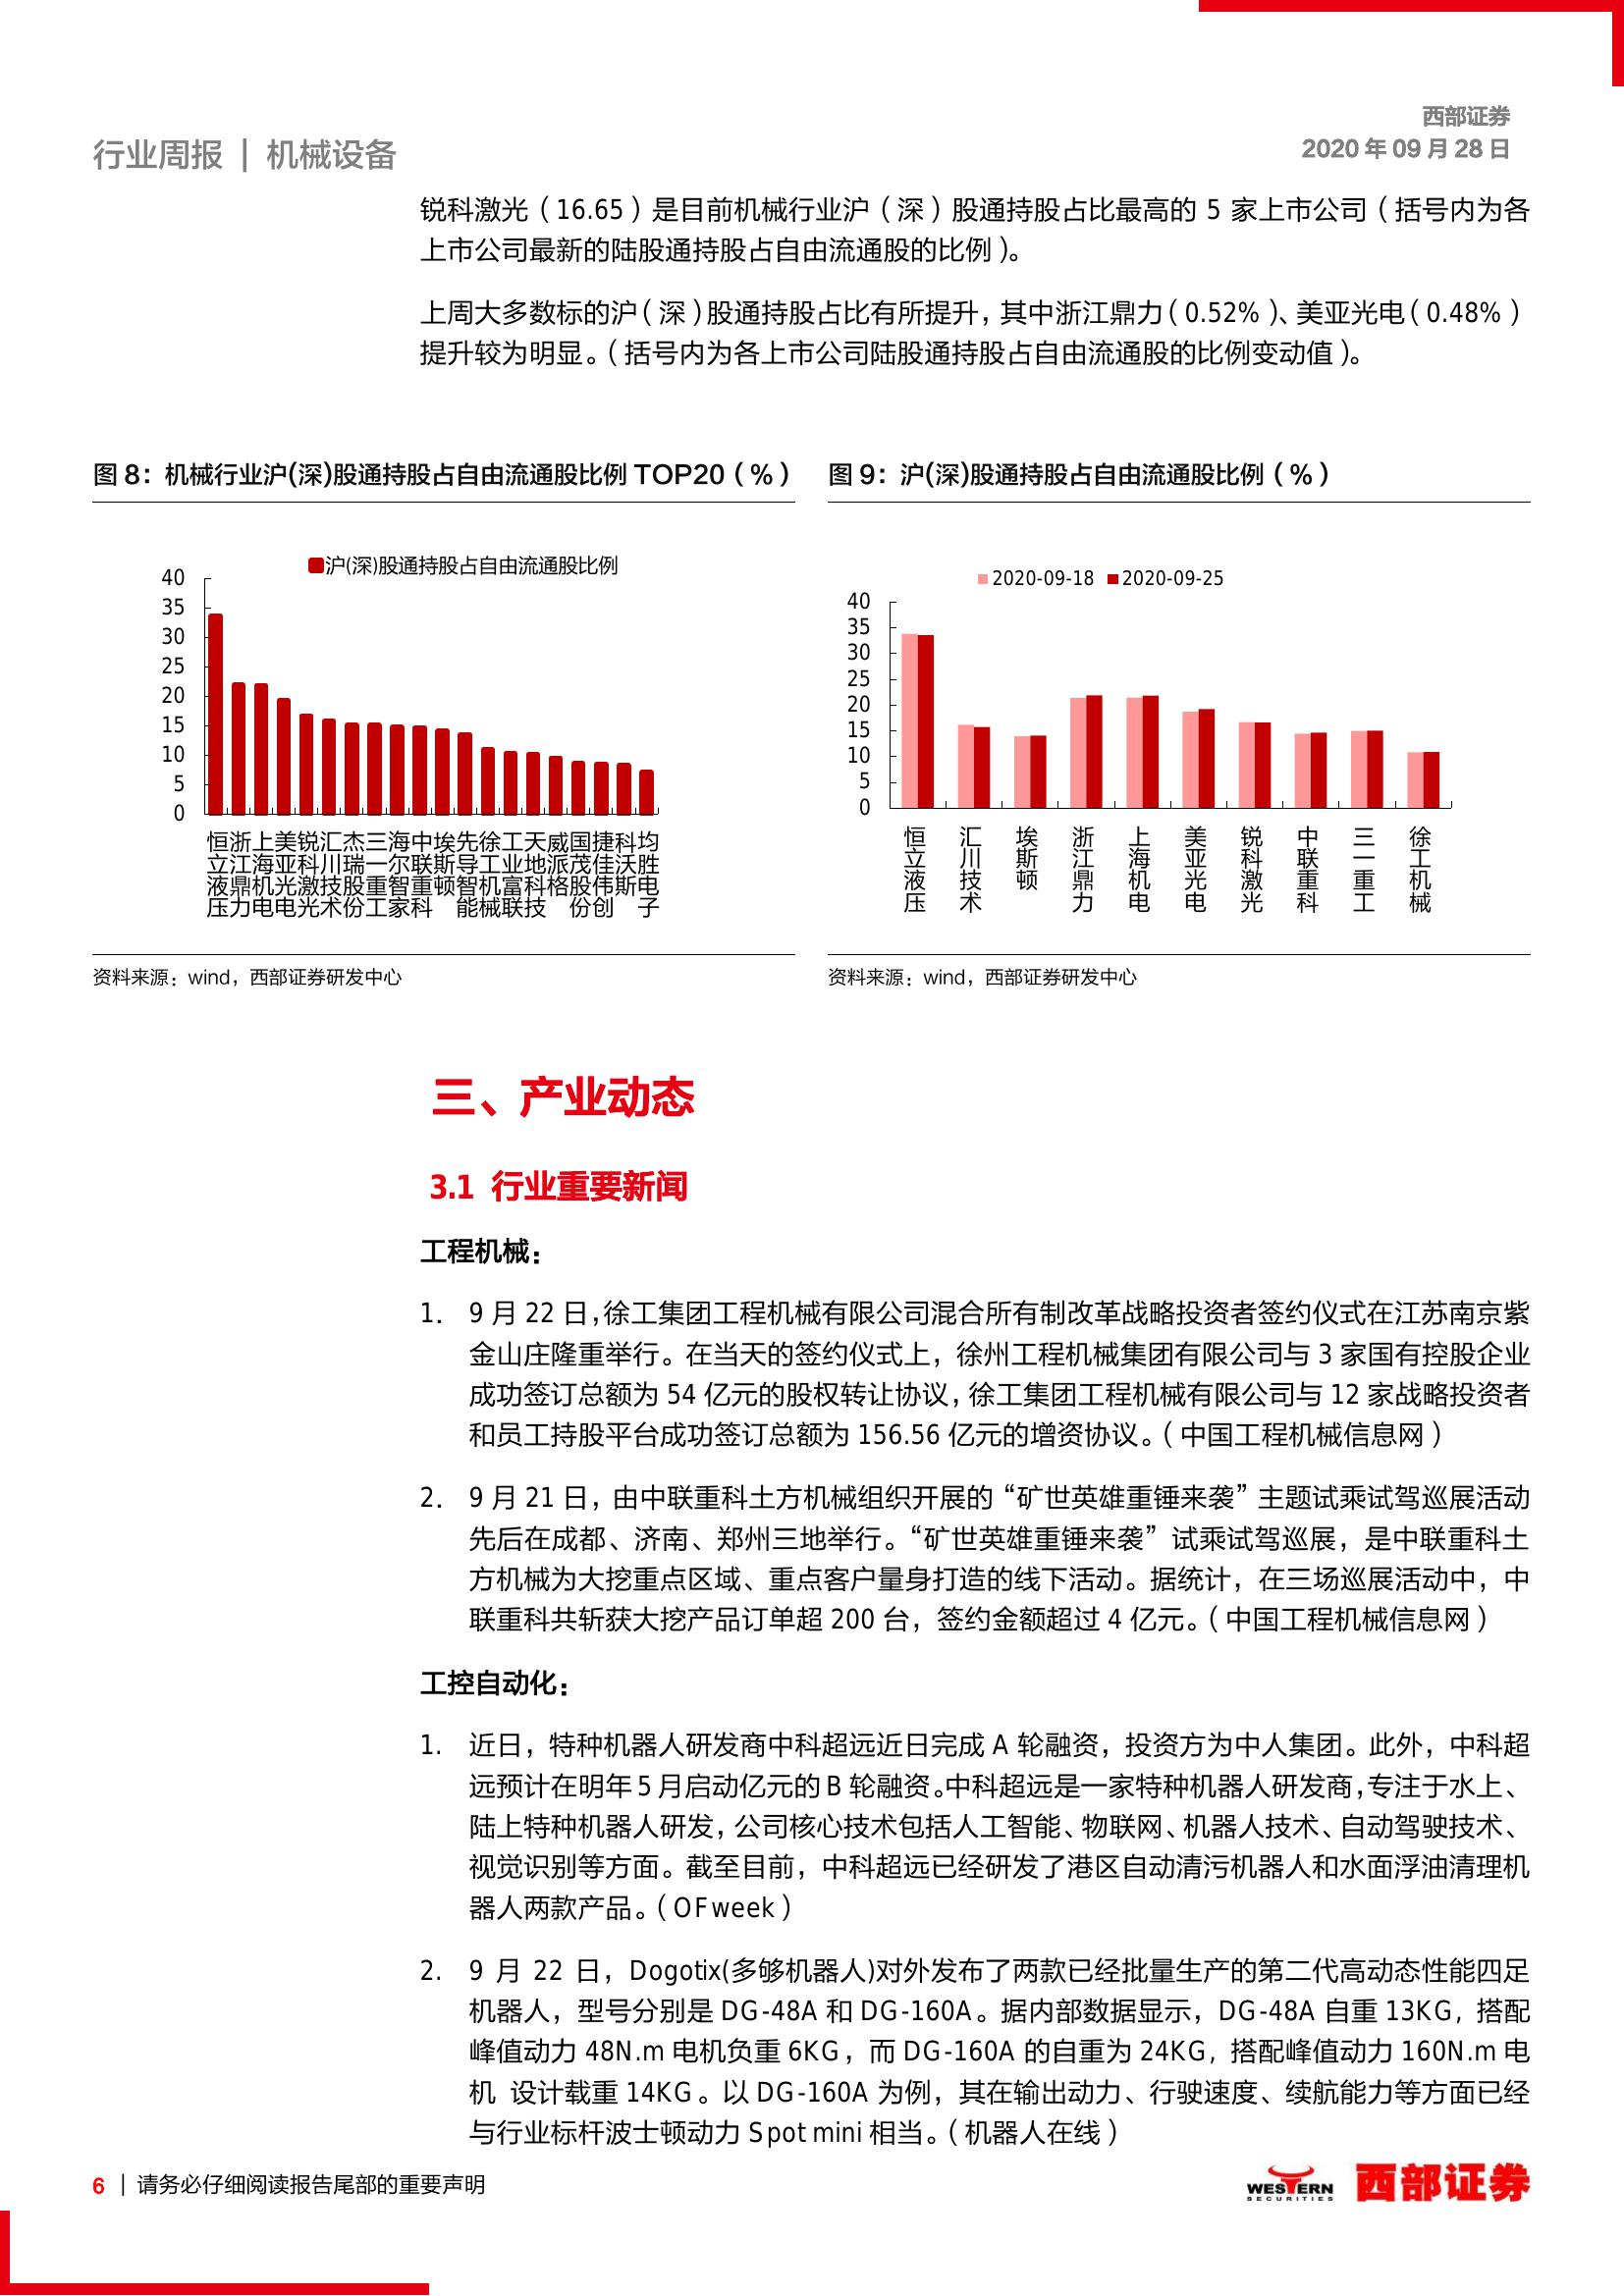 西部证券
行业周报 | 机械设备
2020 年 09 月 28 日
锐科激光（16.65）是目前机械行业沪（深）股通持股占比最高的 5 家上市公司（括号内为各
上市公司最新的陆股通持股占自由流通股的比例）。
上周大多数标的沪（深）股通持股占比有所提升，其中浙江鼎力（0.52%）、美亚光电（0.48%）
提升较为明显。（括号内为各上市公司陆股通持股占自由流通股的比例变动值）。
图 8：机械行业沪(深)股通持股占自由流通股比例 TOP20（%）
沪(深)股通持股占自由流通股比例
40
35
30
25
20
15
10
5
0
恒立液压
浙江鼎力
上海机电
美亚光电
锐科激光
汇川技术
杰瑞股份
三一重工
海尔智家
中联重科
埃斯顿
先导智能
徐工机械
工业富联
天地科技
威派格
国茂股份
捷佳伟创
科沃斯
均胜电子
资料来源：wind，西部证券研发中心
图 9：沪(深)股通持股占自由流通股比例（%）
2020-09-18 2020-09-25
40
35
30
25
20
15
10
5
0
恒立液压
汇川技术
埃斯顿
浙江鼎力
上海机电
美亚光电
锐科激光
中联重科
三一重工
徐工机械
资料来源：wind，西部证券研发中心
三、产业动态
3.1 行业重要新闻
工程机械：
1. 9 月 22 日，徐工集团工程机械有限公司混合所有制改革战略投资者签约仪式在江苏南京紫
金山庄隆重举行。在当天的签约仪式上，徐州工程机械集团有限公司与 3 家国有控股企业
成功签订总额为 54 亿元的股权转让协议，徐工集团工程机械有限公司与 12 家战略投资者
和员工持股平台成功签订总额为 156.56 亿元的增资协议。（中国工程机械信息网）
2. 9 月 21 日，由中联重科土方机械组织开展的“矿世英雄重锤来袭”主题试乘试驾巡展活动
先后在成都、济南、郑州三地举行。“矿世英雄重锤来袭”试乘试驾巡展，是中联重科土
方机械为大挖重点区域、重点客户量身打造的线下活动。据统计，在三场巡展活动中，中
联重科共斩获大挖产品订单超 200 台，签约金额超过 4 亿元。（中国工程机械信息网）
工控自动化：
1. 近日，特种机器人研发商中科超远近日完成 A 轮融资，投资方为中人集团。此外，中科超
远预计在明年 5 月启动亿元的 B 轮融资。中科超远是一家特种机器人研发商，专注于水上、
陆上特种机器人研发，公司核心技术包括人工智能、物联网、机器人技术、自动驾驶技术、
视觉识别等方面。截至目前，中科超远已经研发了港区自动清污机器人和水面浮油清理机
器人两款产品。（OFweek）
2. 9 月 22 日，Dogotix(多够机器人)对外发布了两款已经批量生产的第二代高动态性能四足
机器人，型号分别是 DG-48A 和 DG-160A。据内部数据显示，DG-48A 自重 13KG，搭配
峰值动力 48N.m 电机负重 6KG，而 DG-160A 的自重为 24KG，搭配峰值动力 160N.m 电
机 设计载重 14KG。以 DG-160A 为例，其在输出动力、行驶速度、续航能力等方面已经
与行业标杆波士顿动力 Spot mini 相当。（机器人在线）
6 | 请务必仔细阅读报告尾部的重要声明
WESTERN
SECURITIES
西部证券